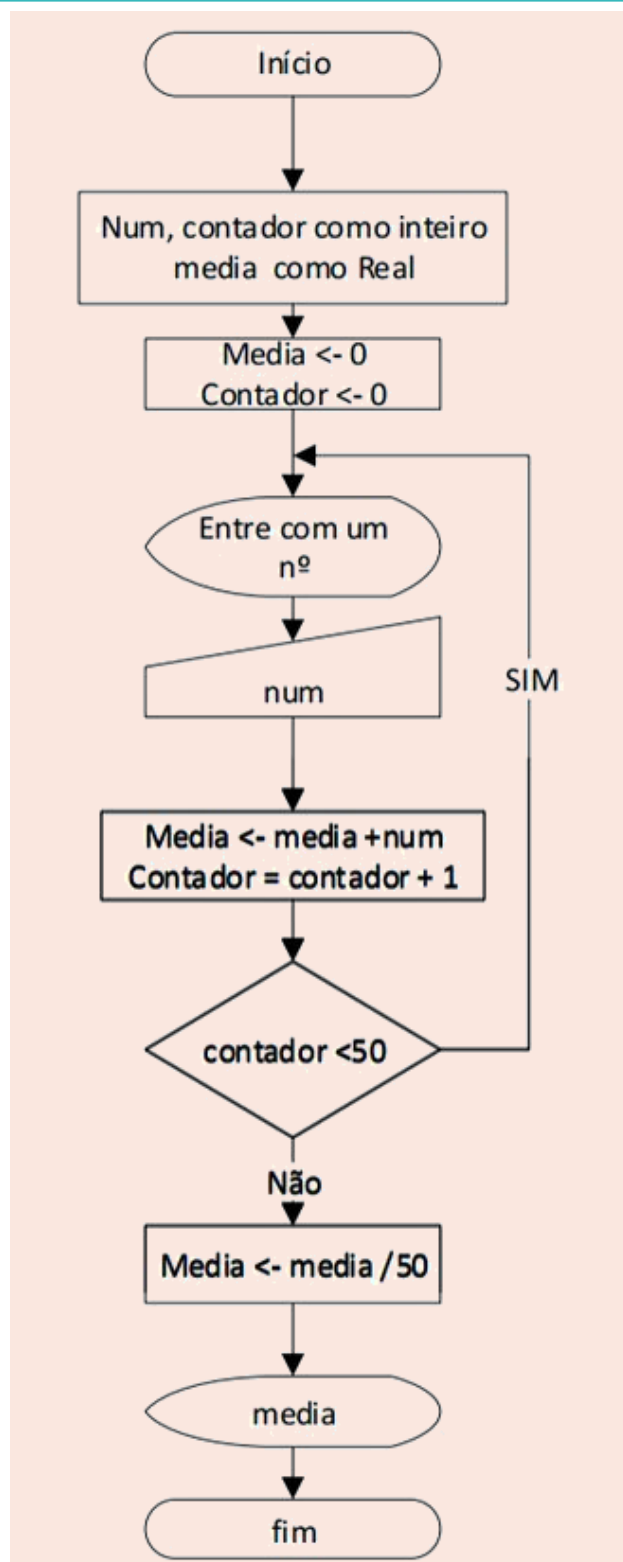 Início
Num, contador como inteiro
media como Real
Media <- 0
Contador <- 0
Entre com um
nº
num
SIM
Media <- media +num
Contador = contador + 1
contador <50
Não
Media <- media /50
media
fim